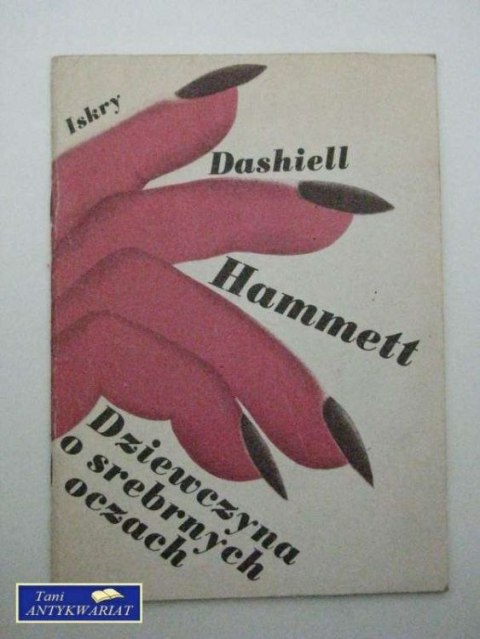 Iskry
Dashiell
Hammett
Dziewczyna
o srebrnych
oczach
Tani
ANTYKWARIAT